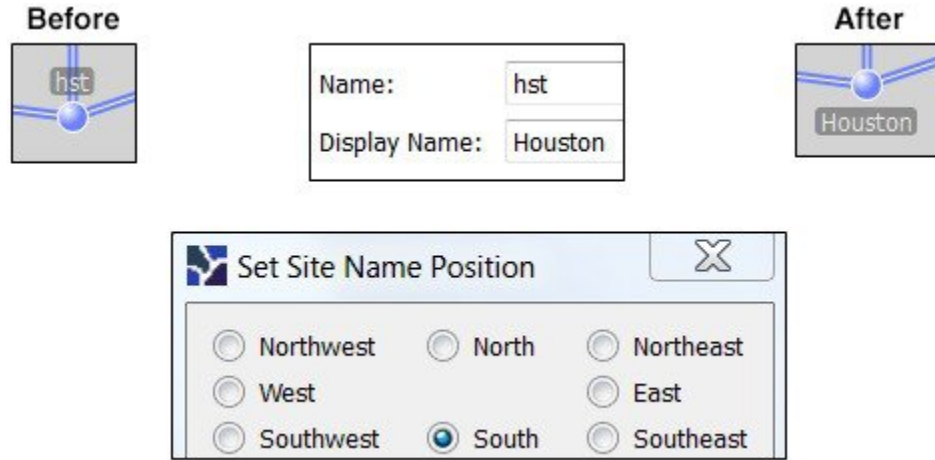 Before
After
hst
Name: hst
Display Name: Houston
Houston
Set Site Name Position
Northwest North Northeast
West East
Southwest South Southeast